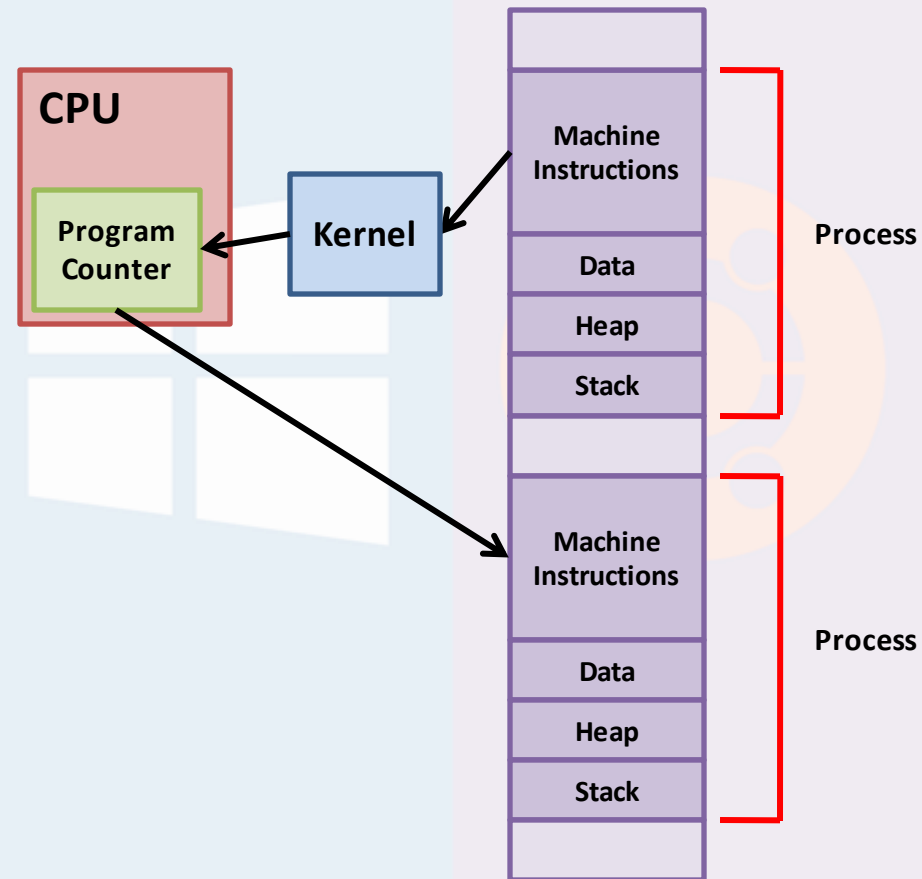 CPU
Program
Counter
Kernel
Machine
Instructions
Data
Heap
Stack
Process
Machine
Instructions
Data
Heap
Stack
Process